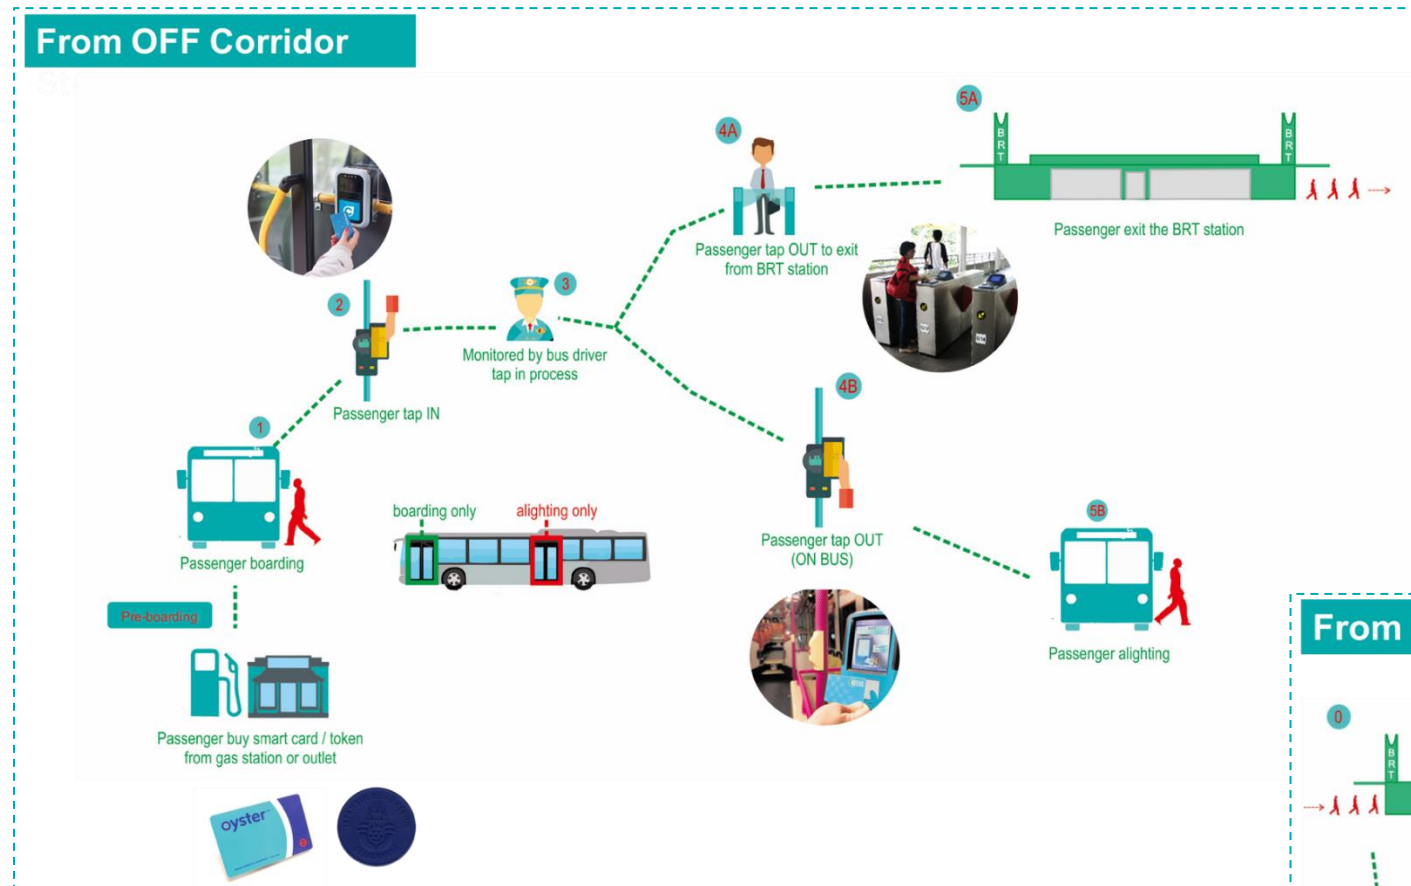 From OFF Corridor
5A
4A
B
R
T
B
R
T
Passenger exit the BRT station
Passenger tap OUT to exit
from BRT station
2
3
Monitored by bus driver
tap in process
Passenger tap IN
4B
1
boarding only
alighting only
Passenger tap OUT
(ON BUS)
5B
Passenger boarding
Pre-boarding
Passenger alighting
From
0
B
R
T
Passenger buy smart card / token
from gas station or outlet
oyster